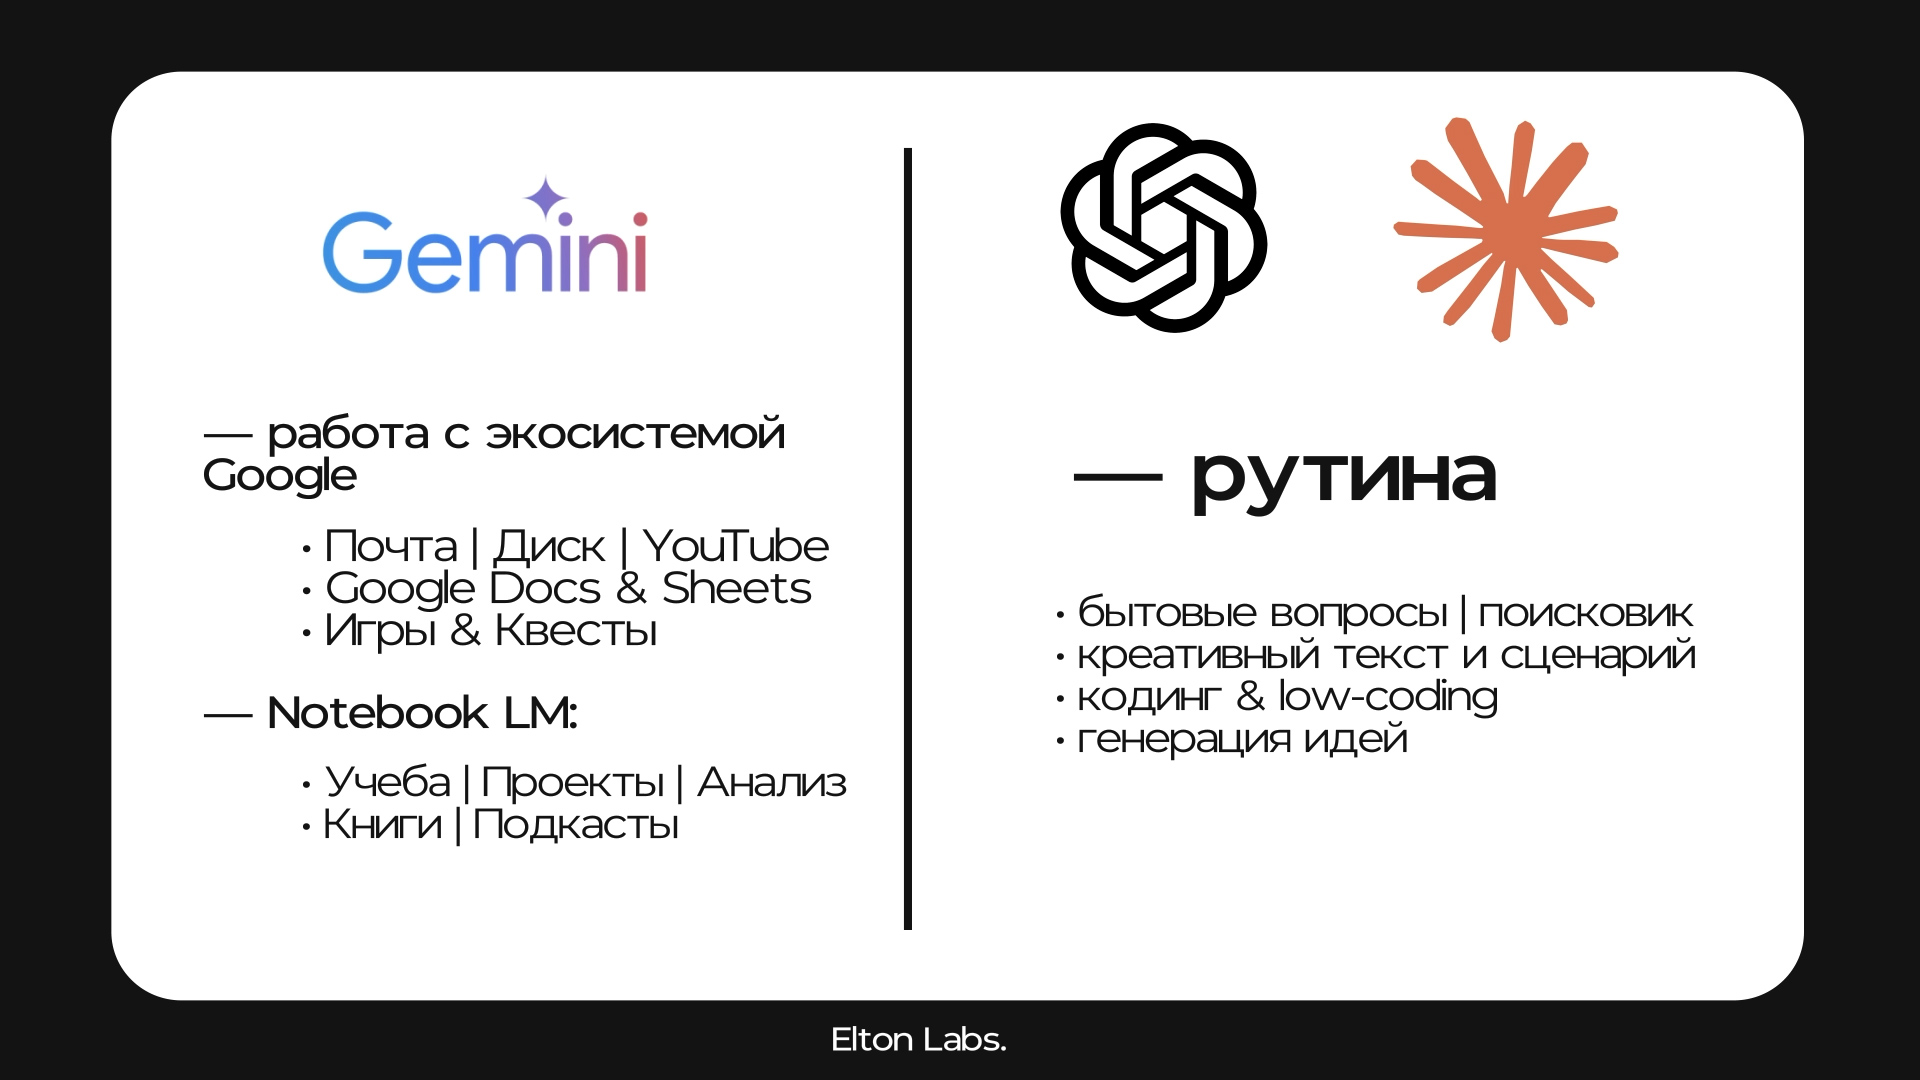 Gemini
— работа с экосистемой
Google
• Почта | Диск | YouTube
• Google Docs & Sheets
• Игры & Квесты
— Notebook LM:
• Учеба | Проекты | Анализ
• Книги | Подкасты
— рутина
• бытовые вопросы | поисковик
• креативный текст и сценарий
• кодинг & low-coding
• генерация идей
Elton Labs.